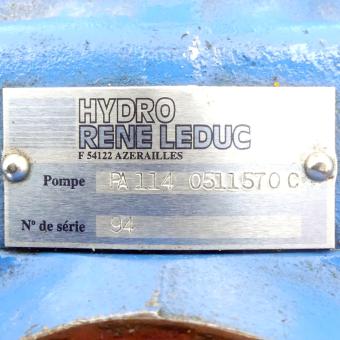 HYDRO
RENE LEDUC
F 54122 AZERAILLES
Pompe PA 114 0511570 C
N° de série 94